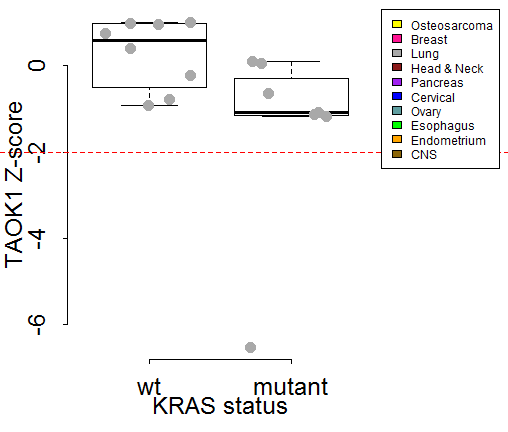 TAOK1 Z-score
0
-2
-4
-6
wt
mutant
KRAS status
Osteosarcoma
Breast
Lung
Head & Neck
Pancreas
Cervical
Ovary
Esophagus
Endometrium
CNS